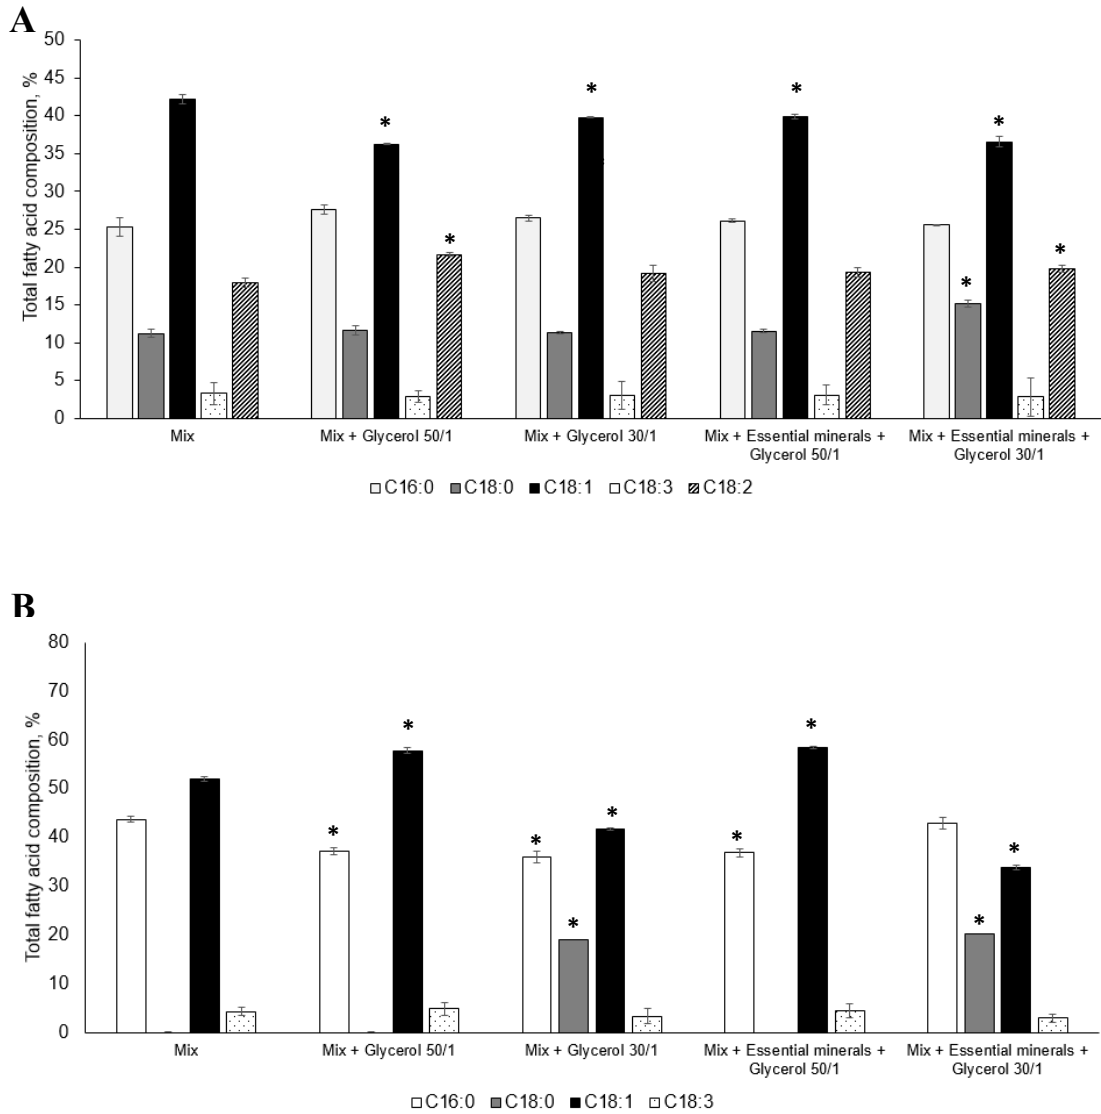 A
Total fatty acid composition, %
50
45
40
35
30
25
20
15
10
5
0
* * * *
* * *
Mix
Mix + Glycerol 50/1
Mix + Glycerol 30/1
Mix + Essential minerals +
Glycerol 50/1
Mix + Essential minerals +
Glycerol 30/1
C16:0 C18:0 C18:1 C18:3 C18:2
B
Total fatty acid composition, %
80
70
60
50
40
30
20
10
0
* * * * * * * * *
Mix
Mix + Glycerol 50/1
Mix + Glycerol 30/1
Mix + Essential minerals +
Glycerol 50/1
Mix + Essential minerals +
Glycerol 30/1
C16:0 C18:0 C18:1 C18:3